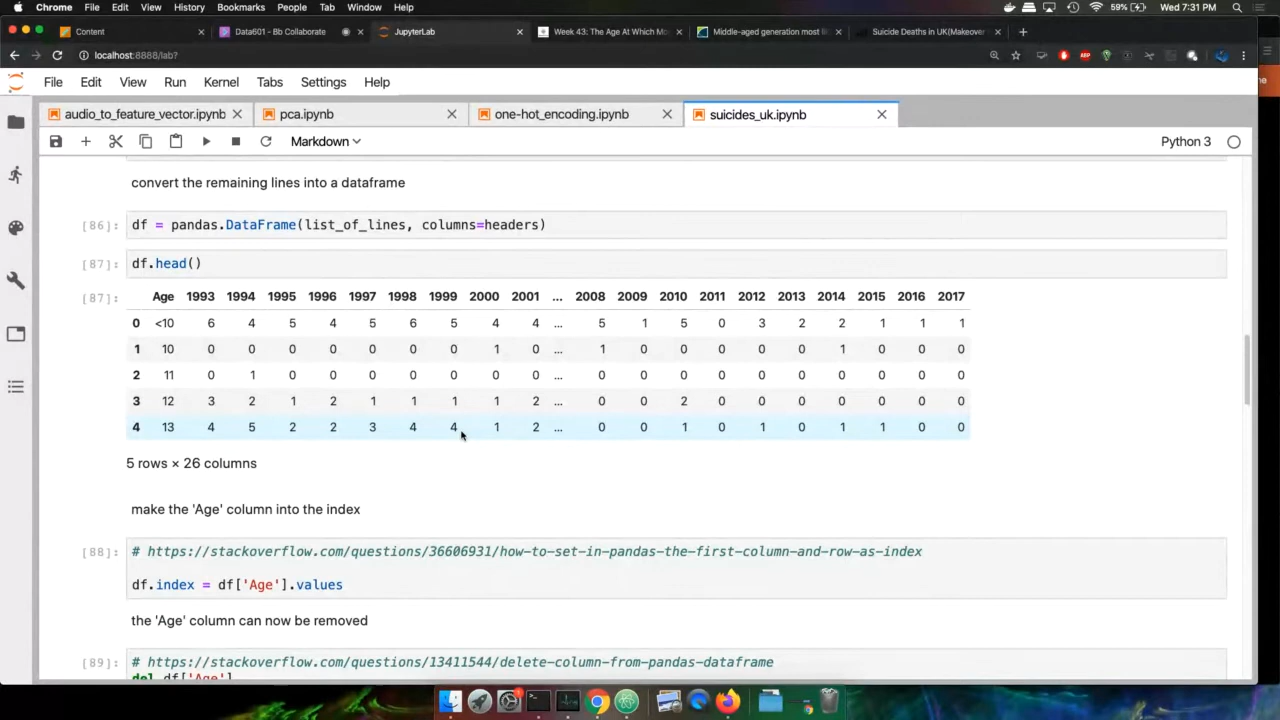 Chrome File Edit View History Bookmarks People Tab Window Help 59% Wed 7:31 PM
Content Data601 - Bb Collaborate JupyterLab Week 43: The Age At Which Mo Middle-aged generation most li Suicide Deaths in UK(Makeover
localhost:8888/lab?
File Edit View Run Kernel Tabs Settings Help
audio_to_feature_vector.ipynb pca.ipynb one-hot_encoding.ipynb suicides_uk.ipynb
Markdown Python 3
convert the remaining lines into a dataframe
[86]: df = pandas.DataFrame(list_of_lines, columns=headers)
[87]: df.head()
[87]: Age 1993 1994 1995 1996 1997 1998 1999 2000 2001 ... 2008 2009 2010 2011 2012 2013 2014 2015 2016 2017
0 <10 6 4 5 4 5 6 5 4 4 ... 5 1 5 0 3 2 2 1 1 1
1 10 0 0 0 0 0 0 0 1 0 ... 1 0 0 0 0 0 1 0 0 0
2 11 0 1 0 0 0 0 0 0 0 ... 0 0 0 0 0 0 0 0 0 0
3 12 3 2 1 2 1 1 1 1 2 ... 0 0 2 0 0 0 0 0 0 0
4 13 4 5 2 2 3 4 4 1 2 ... 0 0 1 0 1 0 1 1 0 0
5 rows × 26 columns
make the 'Age' column into the index
[88]: # https://stackoverflow.com/questions/36606931/how-to-set-in-pandas-the-first-column-and-row-as-index
df.index = df['Age'].values
the 'Age' column can now be removed
[89]: # https://stackoverflow.com/questions/13411544/delete-column-from-pandas-dataframe
del df['Age']